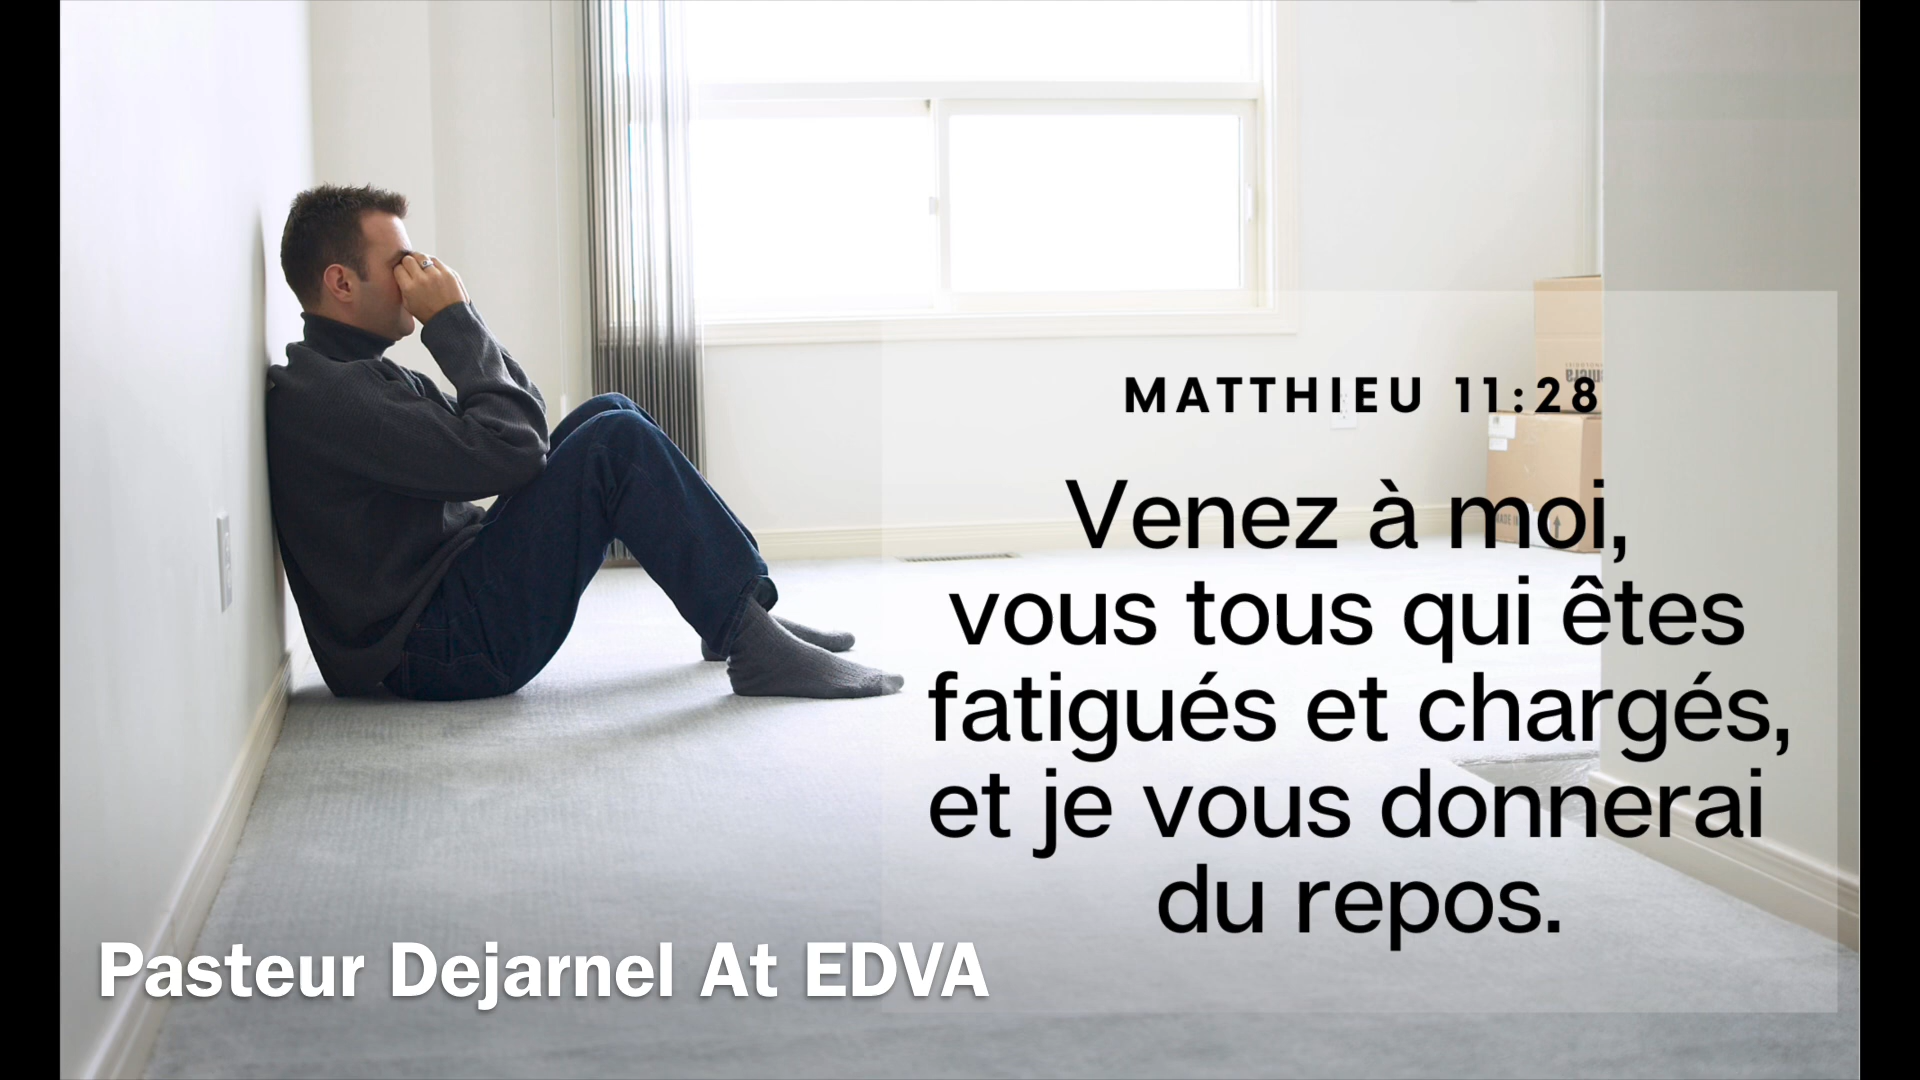 MATTHIEU 11:28
Venez à moi,
vous tous qui êtes
fatigués et chargés,
et je vous donnerai
du repos.
Pasteur Dejarnel At EDVA